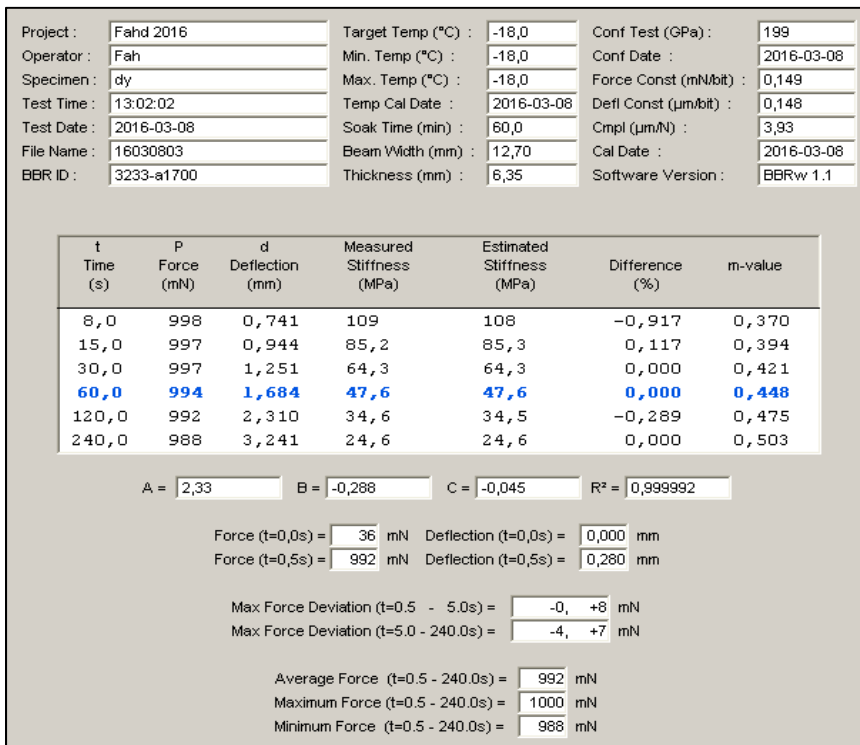 Project : Fahd 2016 Target Temp (°C) : -18,0 Conf Test (GPa) : 199
Operator : Fah Min. Temp (°C) : -18,0 Conf Date : 2016-03-08
Specimen : dy Max. Temp (°C) : -18,0 Force Const (mN/bit) : 0,149
Test Time : 13:02:02 Temp Cal Date : 2016-03-08 Defl Const (µm/bit) : 0,148
Test Date : 2016-03-08 Soak Time (min) : 60,0 Cmpl (µm/N) : 3,93
File Name : 16030803 Beam Width (mm) : 12,70 Cal Date : 2016-03-08
BBR ID : 3233-a1700 Thickness (mm) : 6,35 Software Version : BBRw 1.1
t P d Measured Estimated
Time Force Deflection Stiffness Stiffness Difference m-value
(s) (mN) (mm) (MPa) (MPa) (%)
8,0 998 0,741 109 108 -0,917 0,370
15,0 997 0,944 85,2 85,3 0,117 0,394
30,0 997 1,251 64,3 64,3 0,000 0,421
60,0 994 1,684 47,6 47,6 0,000 0,448
120,0 992 2,310 34,6 34,5 -0,289 0,475
240,0 988 3,241 24,6 24,6 0,000 0,503
A = 2,33 B = -0,288 C = -0,045 R² = 0,999992
Force (t=0,0s) = 36 mN Deflection (t=0,0s) = 0,000 mm
Force (t=0,5s) = 992 mN Deflection (t=0,5s) = 0,280 mm
Max Force Deviation (t=0.5 - 5.0s) = -0, +8 mN
Max Force Deviation (t=5.0 - 240.0s) = -4, +7 mN
Average Force (t=0.5 - 240.0s) = 992 mN
Maximum Force (t=0.5 - 240.0s) = 1000 mN
Minimum Force (t=0.5 - 240.0s) = 988 mN